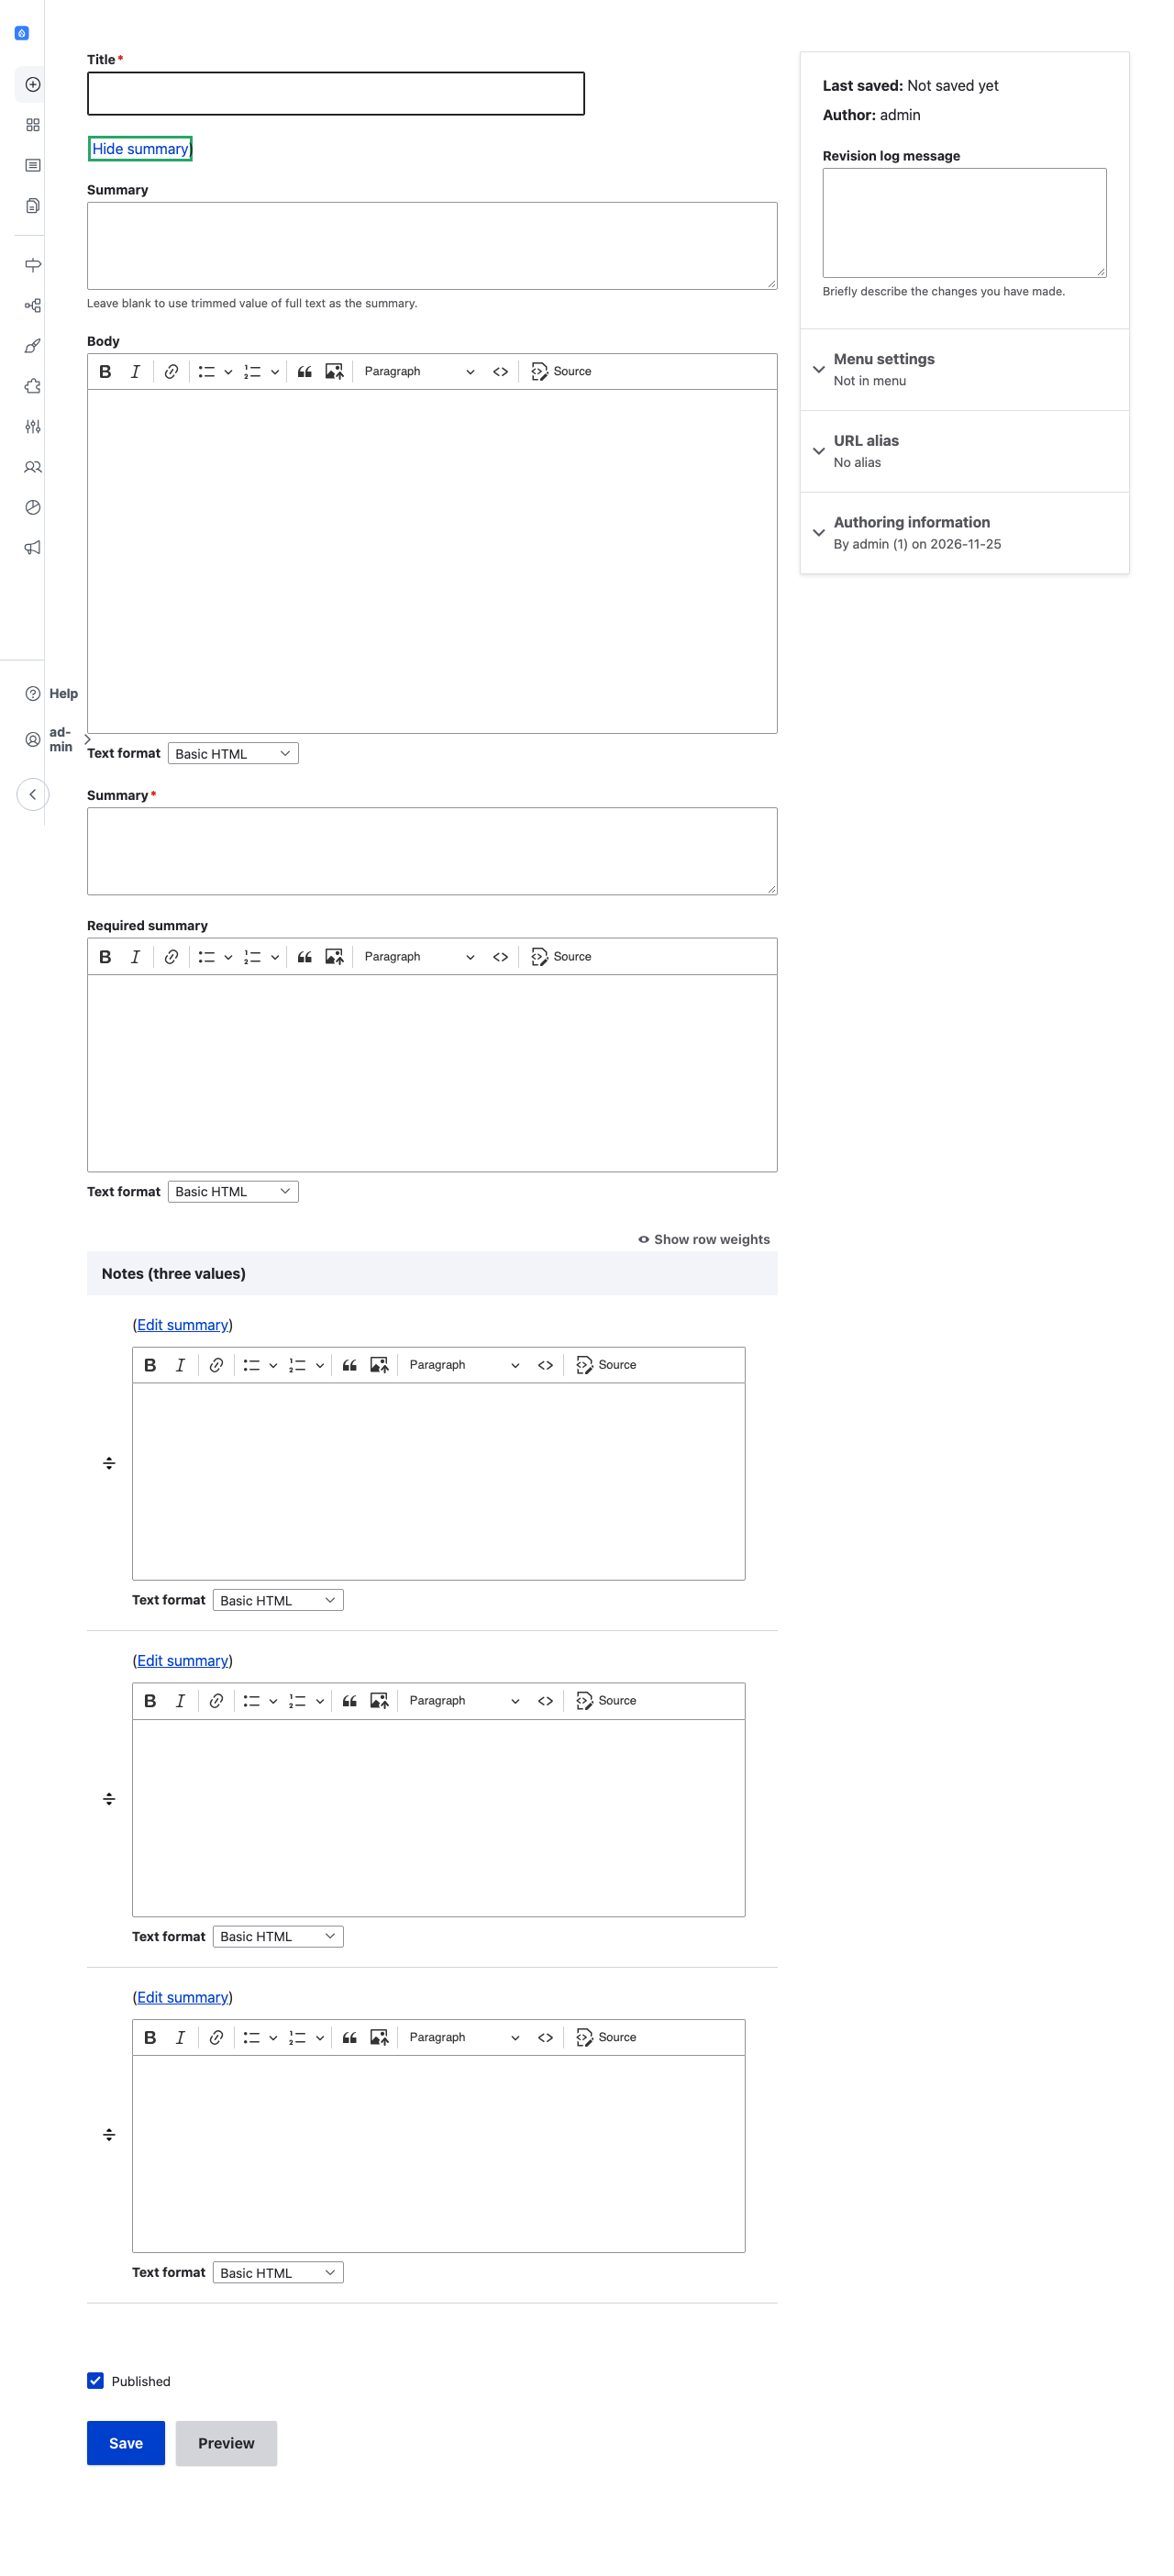 Title*
Hide summary)
Summary
Leave blank to use trimmed value of full text as the summary.
Body
Paragraph
Source
Text format
Basic HTML
Summary*
Required summary
Paragraph
Source
Text format
Basic HTML
Show row weights
Notes (three values)
(Edit summary)
Paragraph
Source
Text format
Basic HTML
(Edit summary)
Paragraph
Source
Text format
Basic HTML
(Edit summary)
Paragraph
Source
Text format
Basic HTML
Published
Save
Preview
Last saved: Not saved yet
Author: admin
Revision log message
Briefly describe the changes you have made.
Menu settings
Not in menu
URL alias
No alias
Authoring information
By admin (1) on 2026-11-25
Help
ad-
min